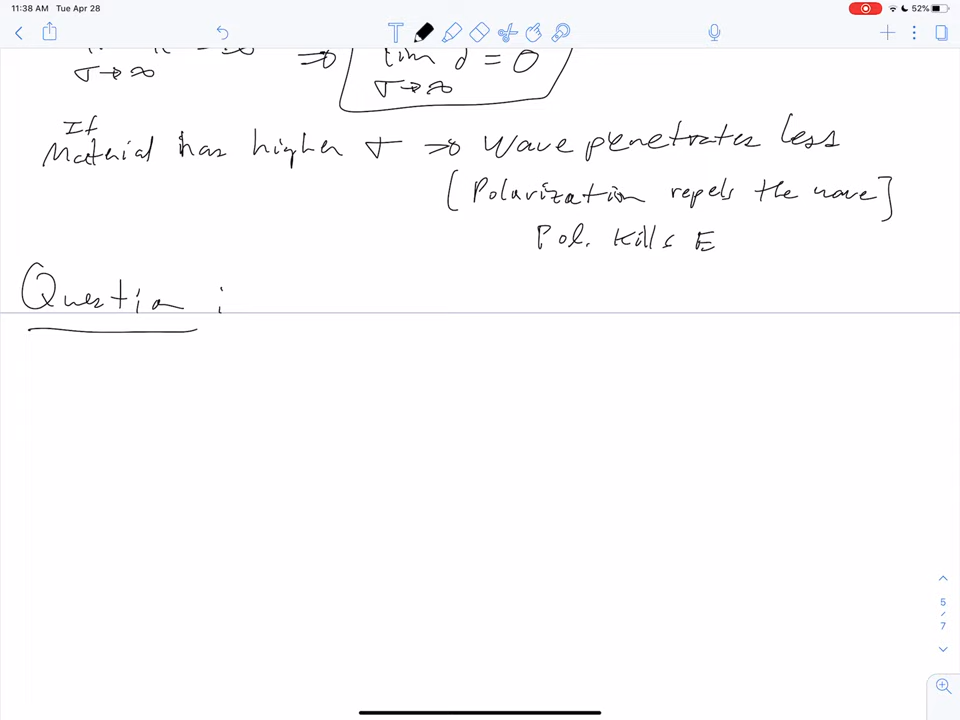 11:38 AM Tue Apr 28
52%
σ→∞ ⇒ lim d = 0
σ→∞
If
Material has higher σ ⇒ Wave penetrates less
[Polarization repels the wave]
Pol. kills E
Question :
5
7